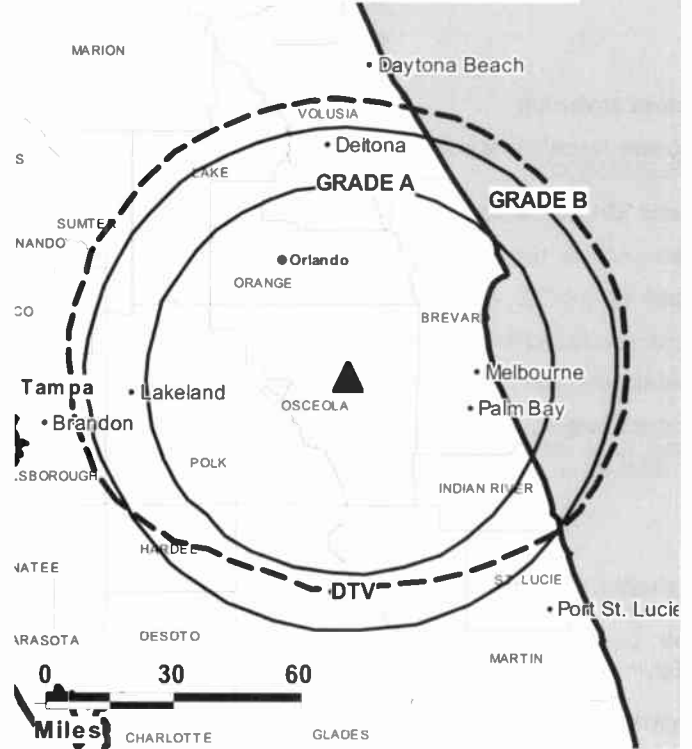 MARION
Daytona Beach
VOLUSIA
Deltona
S
LAKE
GRADE A
GRADE B
SUMTER
NANDO
Orlando
ORANGE
CO
BREVAR
Melbourne
Tampa
Lakeland
OSCEOLA
Palm Bay
Brandon
POLK
LSBOROUGH
INDIAN RIVER
HARDEE
NATEE
DTV
ST. LUCIE
Port St. Lucie
ARASOTA
DESOTO
MARTIN
0 30 60
Miles
CHARLOTTE
GLADES